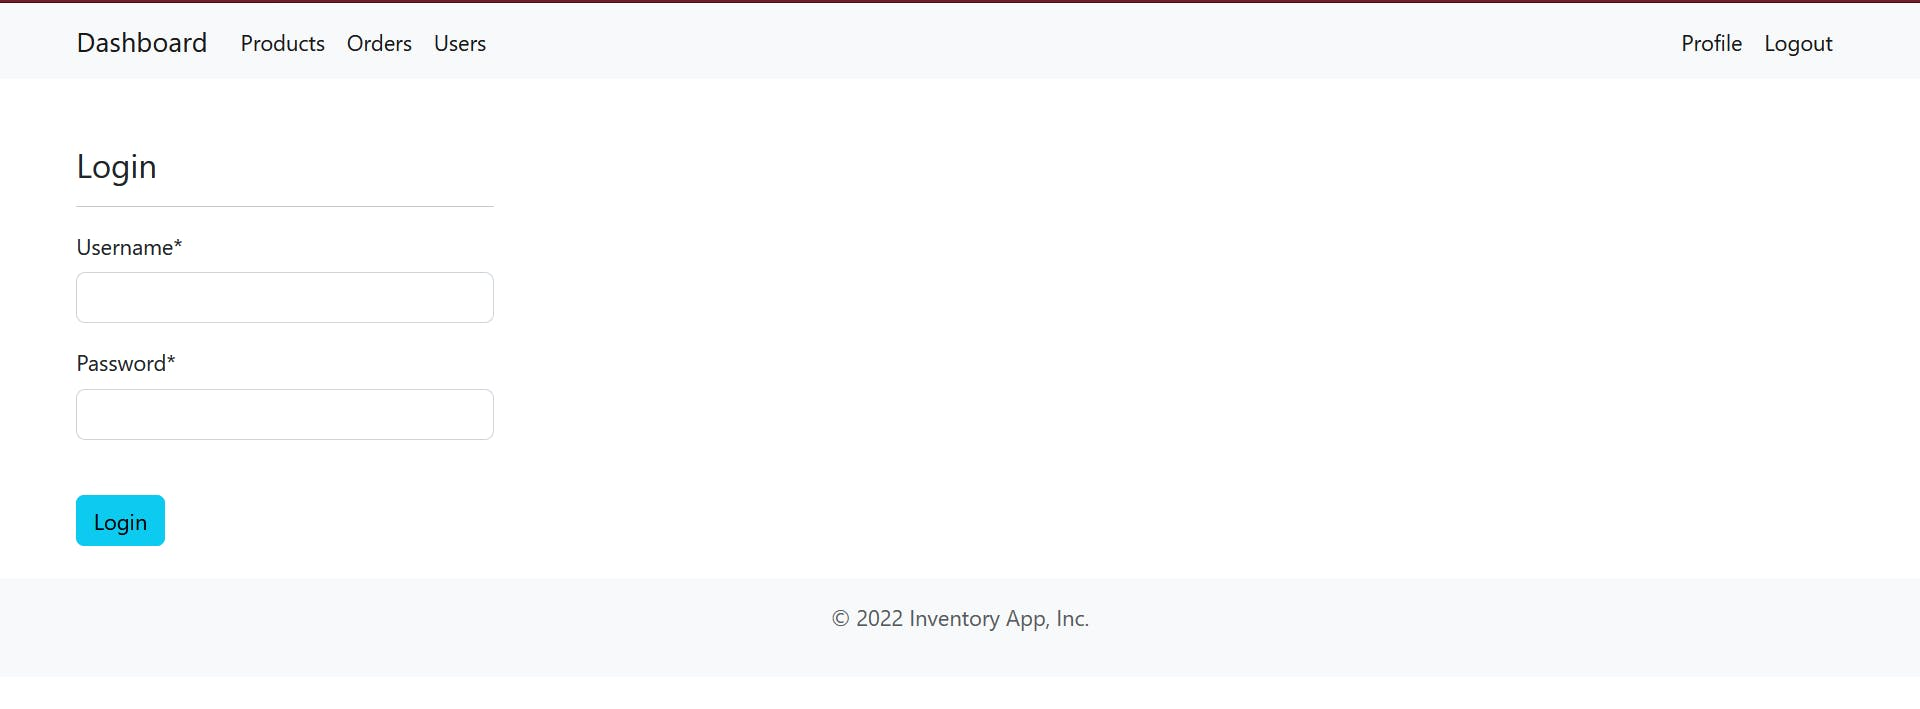 Dashboard Products Orders Users Profile Logout
Login
Username*
Password*
Login
© 2022 Inventory App, Inc.